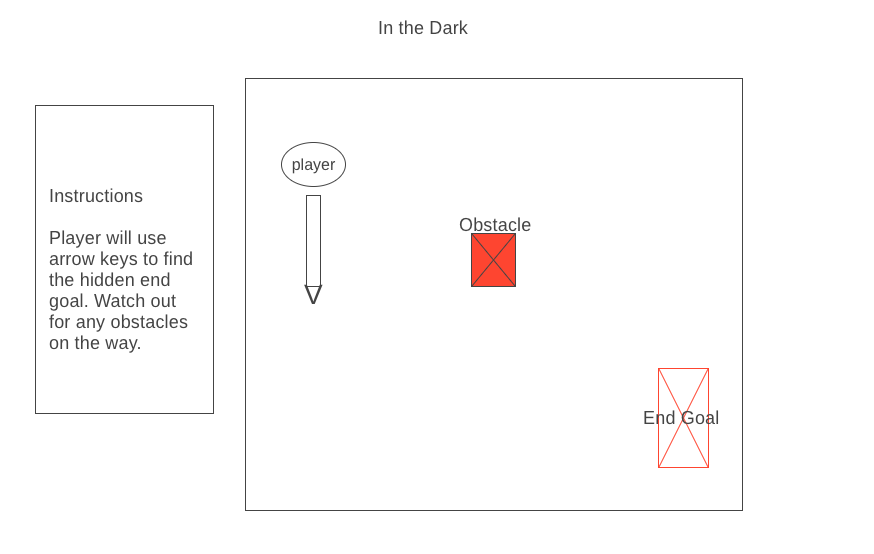 In the Dark
Instructions
Player will use
arrow keys to find
the hidden end
goal. Watch out
for any obstacles
on the way.
player
Obstacle
End Goal